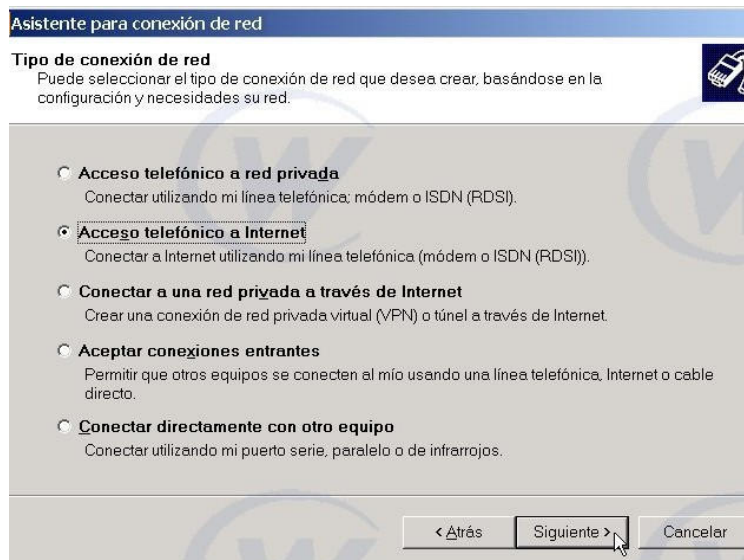 Asistente para conexión de red
Tipo de conexión de red
Puede seleccionar el tipo de conexión de red que desea crear, basándose en la
configuración y necesidades su red.
Acceso telefónico a red privada
Conectar utilizando mi línea telefónica; módem o ISDN (RDSI).
Acceso telefónico a Internet
Conectar a Internet utilizando mi línea telefónica (módem o ISDN (RDSI)).
Conectar a una red privada a través de Internet
Crear una conexión de red privada virtual (VPN) o túnel a través de Internet.
Aceptar conexiones entrantes
Permitir que otros equipos se conecten al mío usando una línea telefónica, Internet o cable
directo.
Conectar directamente con otro equipo
Conectar utilizando mi puerto serie, paralelo o de infrarrojos.
< Atrás Siguiente > Cancelar